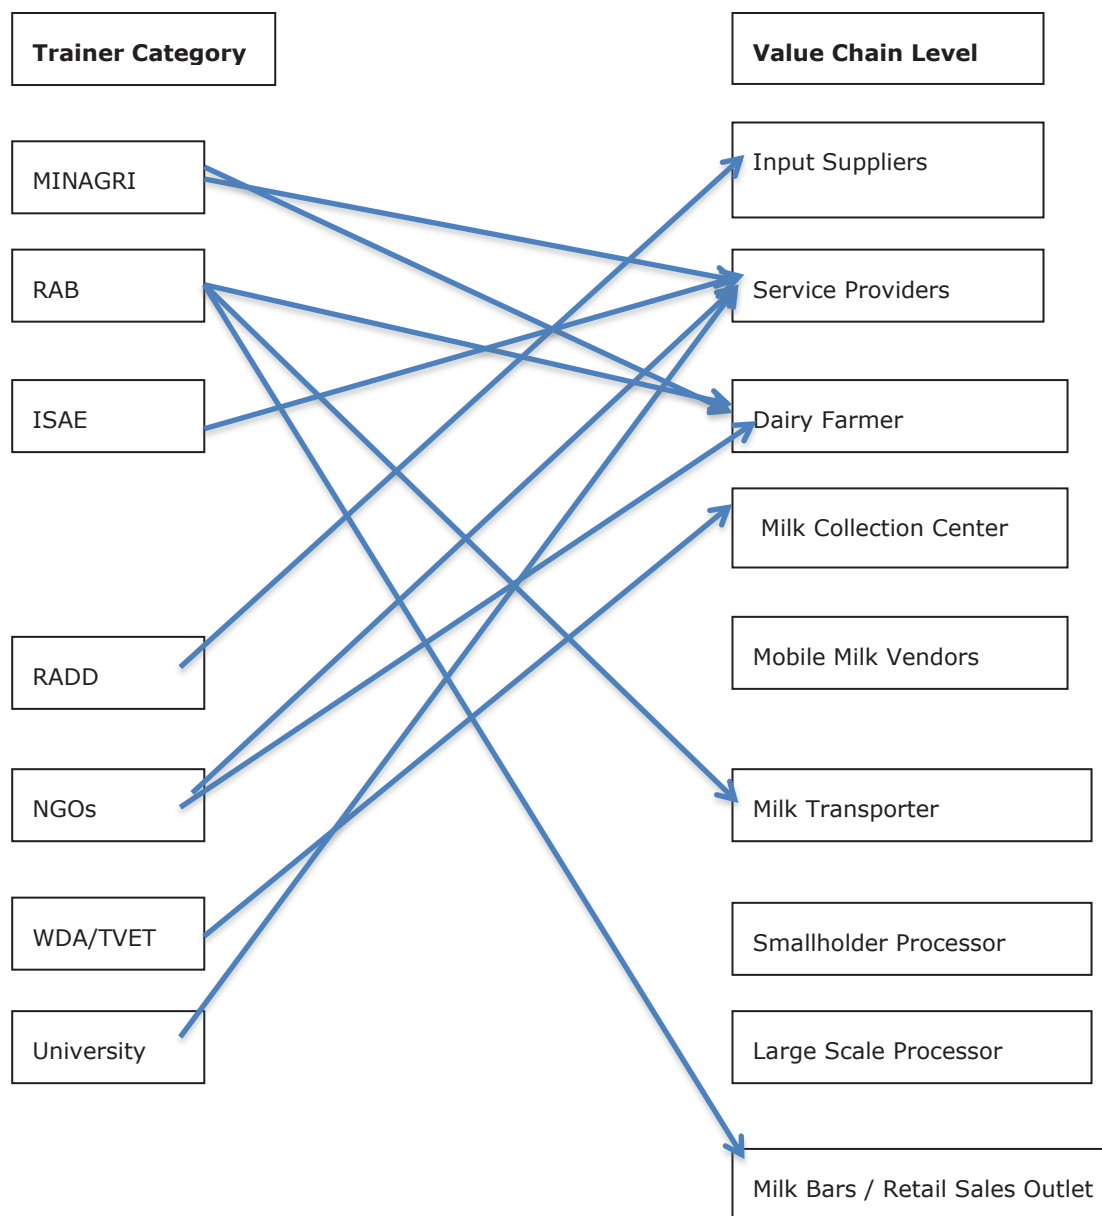 Trainer Category
Value Chain Level
MINAGRI
Input Suppliers
RAB
Service Providers
ISAE
Dairy Farmer
Milk Collection Center
RADD
Mobile Milk Vendors
NGOs
Milk Transporter
WDA/TVET
Smallholder Processor
University
Large Scale Processor
Milk Bars / Retail Sales Outlet